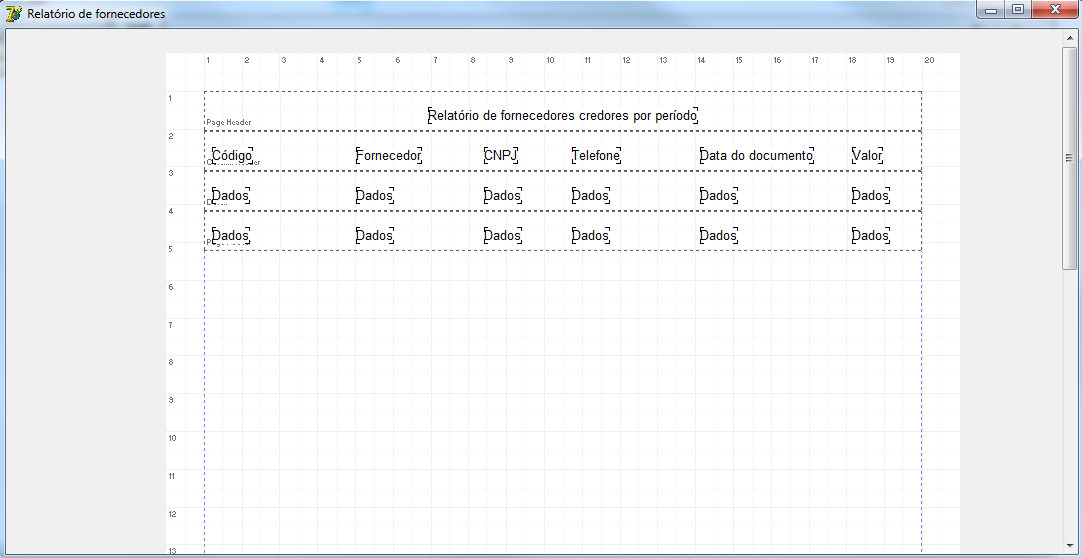 Relatório de fornecedores
1 2 3 4 5 6 7 8 9 10 11 12 13 14 15 16 17 18 19 20
1
Relatório de fornecedores credores por período
Page Header
2
Código Fornecedor CNPJ Telefone Data do documento Valor
3
Dados Dados Dados Dados Dados Dados
4
Dados Dados Dados Dados Dados Dados
5
6
7
8
9
10
11
12
13